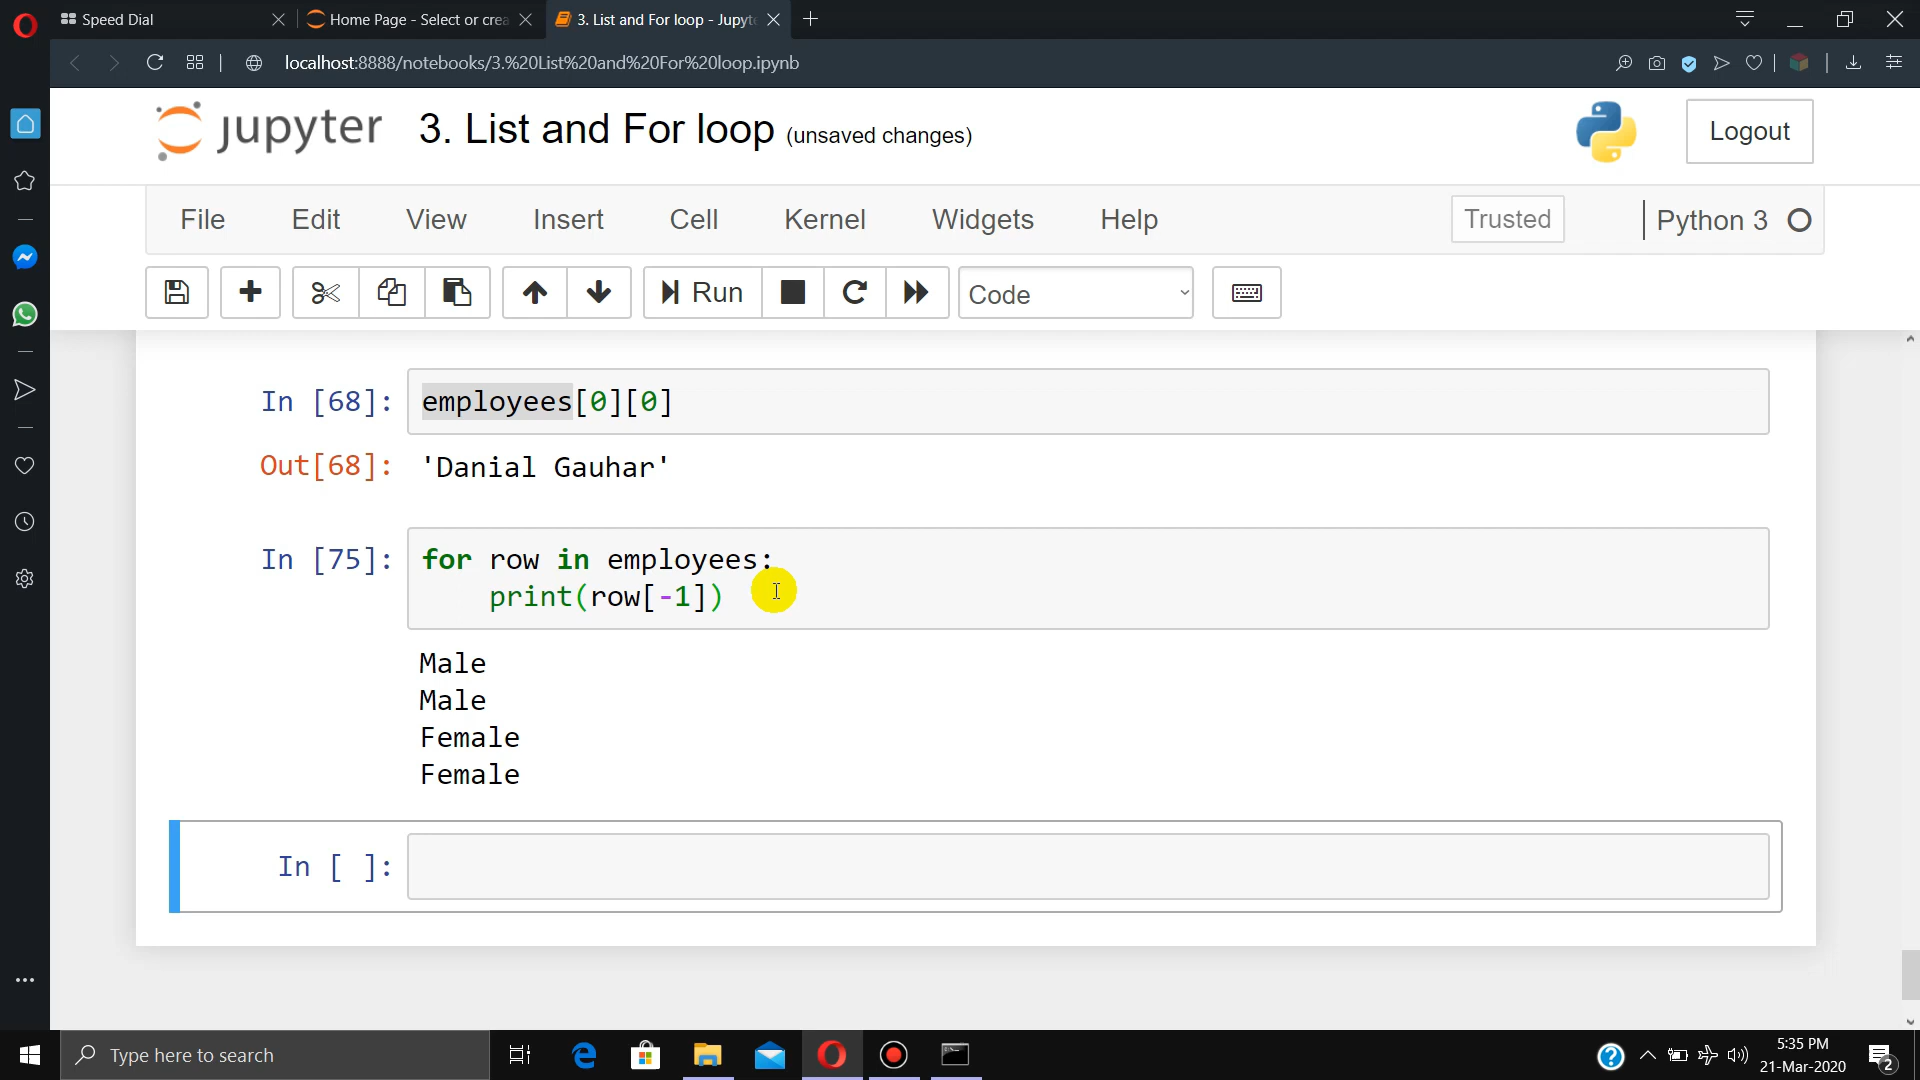 Speed Dial
Home Page - Select or crea
3. List and For loop - Jupyt
localhost:8888/notebooks/3.%20List%20and%20For%20loop.ipynb
jupyter 3. List and For loop (unsaved changes)
Logout
File Edit View Insert Cell Kernel Widgets Help Trusted Python 3
Run Code
In [68]: employees[0][0]
Out[68]: 'Danial Gauhar'
In [75]: for row in employees:
    print(row[-1])
Male
Male
Female
Female
In [ ]:
Type here to search
5:35 PM
21-Mar-2020
2